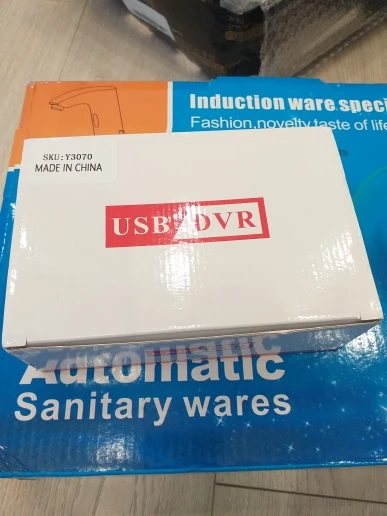 Induction ware speci
Fashion,novelty,taste of life
SKU:Y3070
MADE IN CHINA
USB DVR
Automatic
Sanitary wares